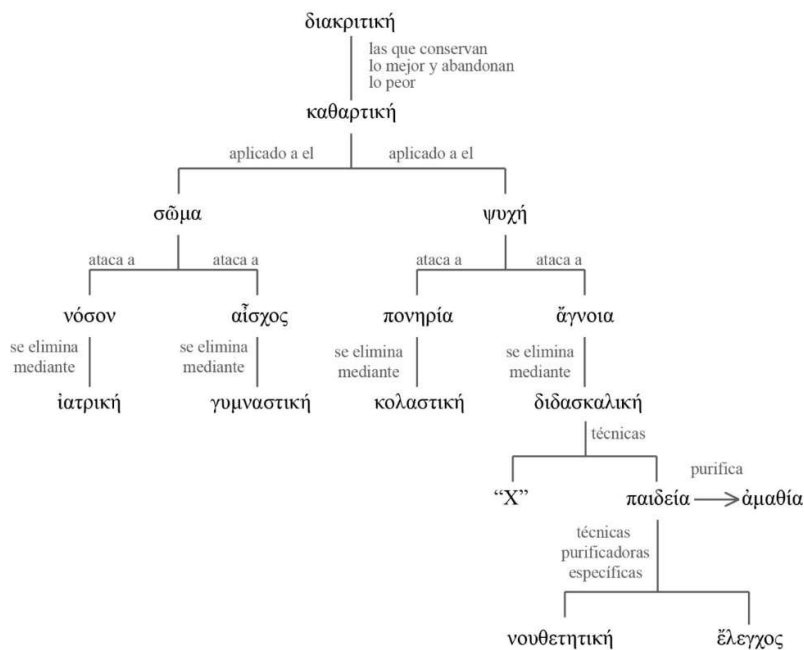 διακριτική
las que conservan
lo mejor y abandonan
lo peor
καθαρτική
aplicado a el
aplicado a el
σῶμα
ψυχή
ataca a
ataca a
ataca a
ataca a
νόσον
αἶσχος
πονηρία
ἄγνοια
se elimina
mediante
se elimina
mediante
se elimina
mediante
se elimina
mediante
ἰατρική
γυμναστική
κολαστική
διδασκαλική
técnicas
purifica
“X”
παιδεία
ἀμαθία
técnicas
purificadoras
específicas
νουθετητική
ἔλεγχος